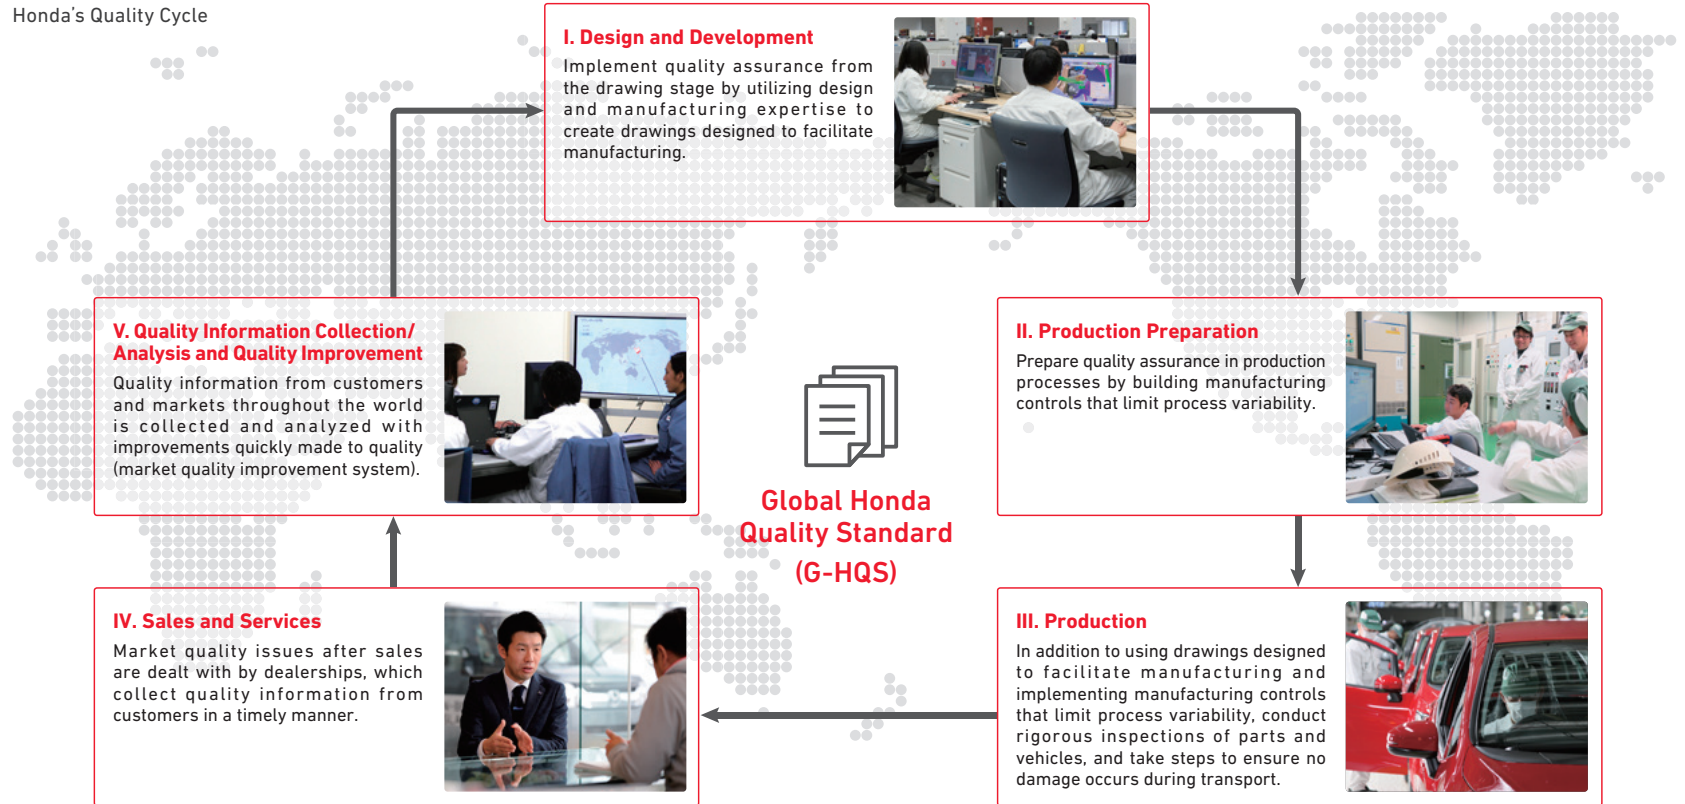 Honda's Quality Cycle
I. Design and Development
Implement quality assurance from
the drawing stage by utilizing design
and manufacturing expertise to
create drawings designed to facilitate
manufacturing.
II. Production Preparation
Prepare quality assurance in production
processes by building manufacturing
controls that limit process variability.
III. Production
In addition to using drawings designed
to facilitate manufacturing and
implementing manufacturing controls
that limit process variability, conduct
rigorous inspections of parts and
vehicles, and take steps to ensure no
damage occurs during transport.
IV. Sales and Services
Market quality issues after sales
are dealt with by dealerships, which
collect quality information from
customers in a timely manner.
V. Quality Information Collection/
Analysis and Quality Improvement
Quality information from customers
and markets throughout the world
is collected and analyzed with
improvements quickly made to quality
(market quality improvement system).
Global Honda
Quality Standard
(G-HQS)